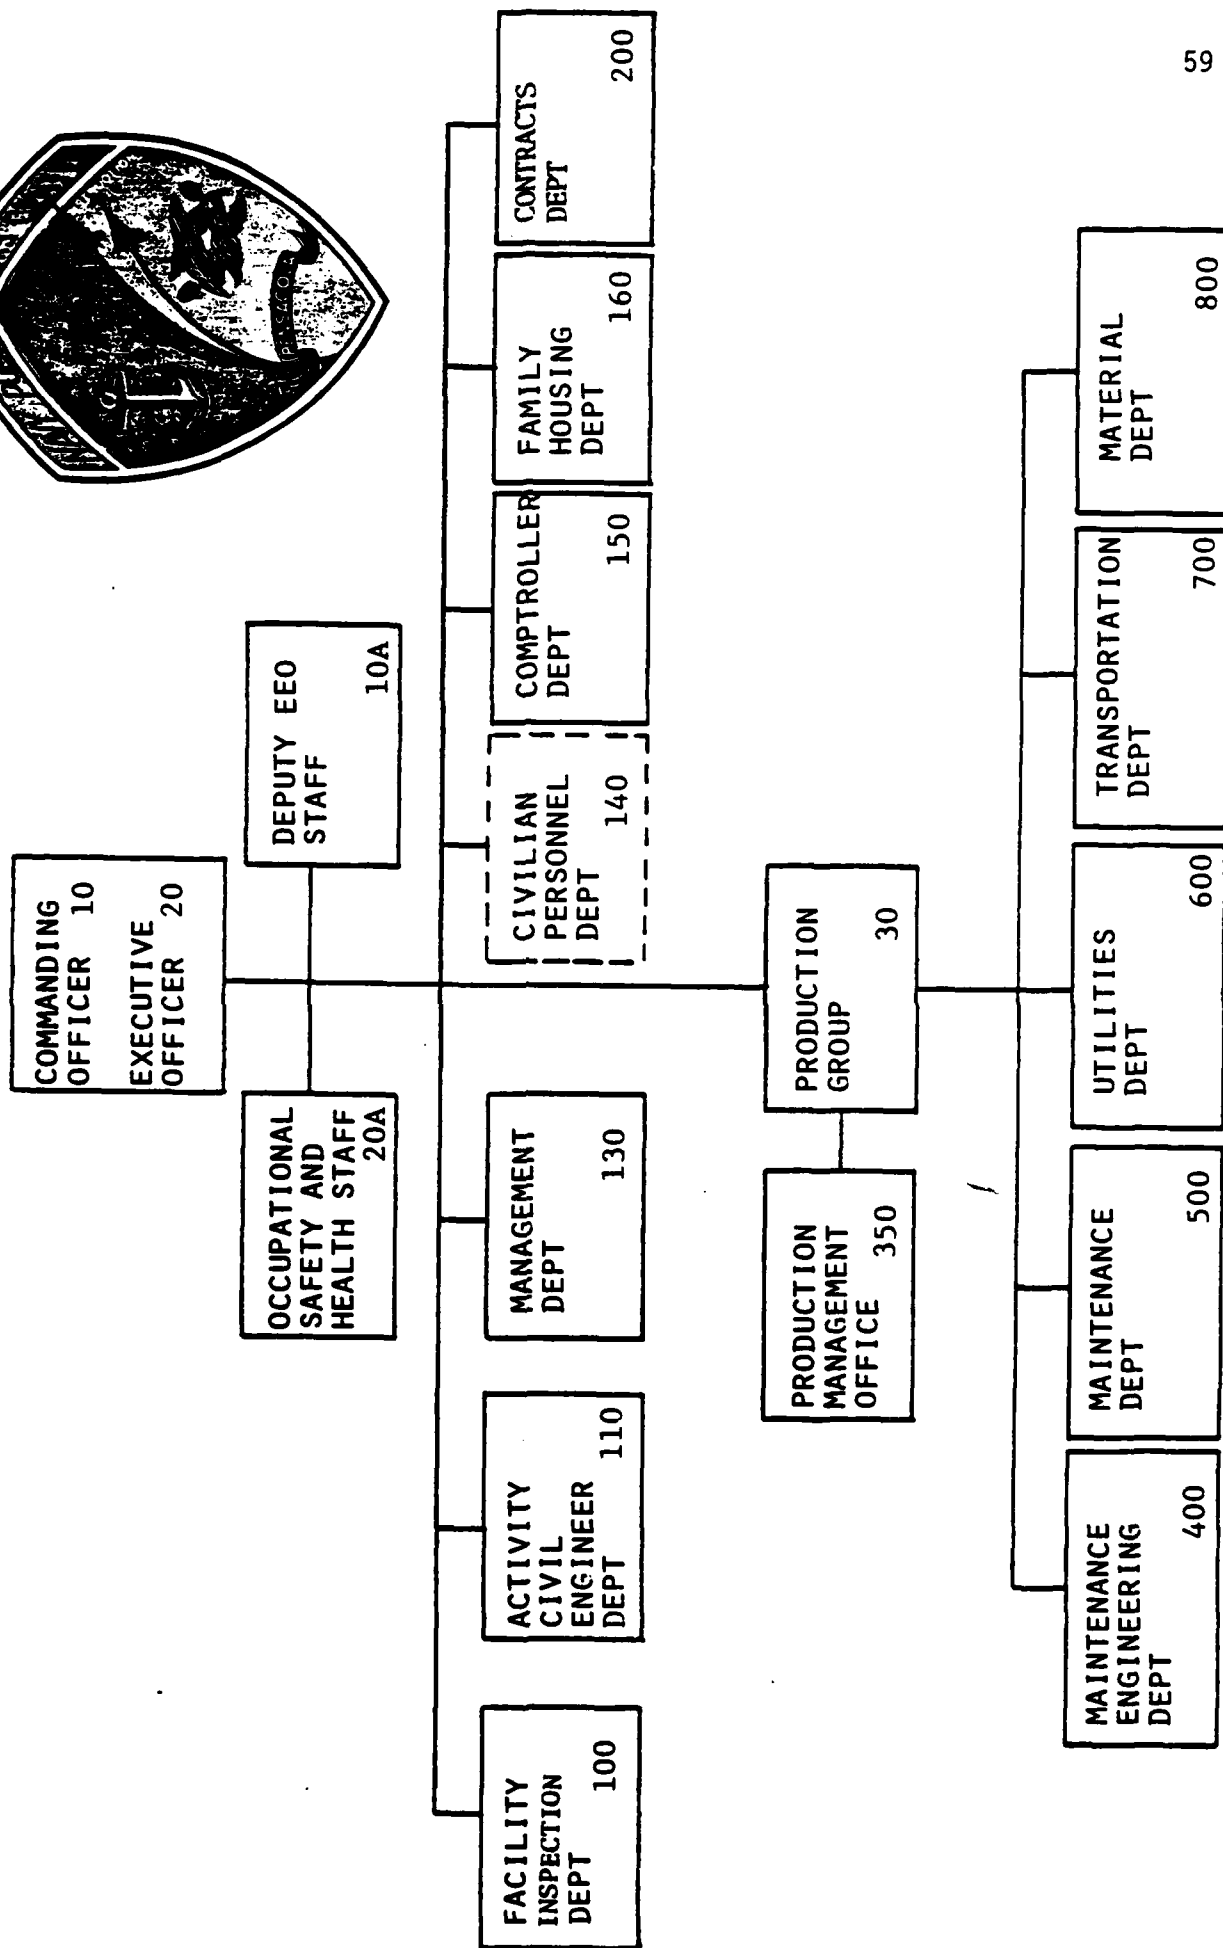 COMMANDING
OFFICER 10
EXECUTIVE
OFFICER 20
OCCUPATIONAL
SAFETY AND
HEALTH STAFF
20A
DEPUTY EEO
STAFF
10A
FACILITY
INSPECTION
DEPT
100
ACTIVITY
CIVIL
ENGINEER
DEPT
110
MANAGEMENT
DEPT
130
CIVILIAN
PERSONNEL
DEPT
140
COMPTROLLER
DEPT
150
FAMILY
HOUSING
DEPT
160
CONTRACTS
DEPT
200
PRODUCTION
MANAGEMENT
OFFICE
350
PRODUCTION
GROUP
30
MAINTENANCE
ENGINEERING
DEPT
400
MAINTENANCE
DEPT
500
UTILITIES
DEPT
600
TRANSPORTATION
DEPT
700
MATERIAL
DEPT
800
59